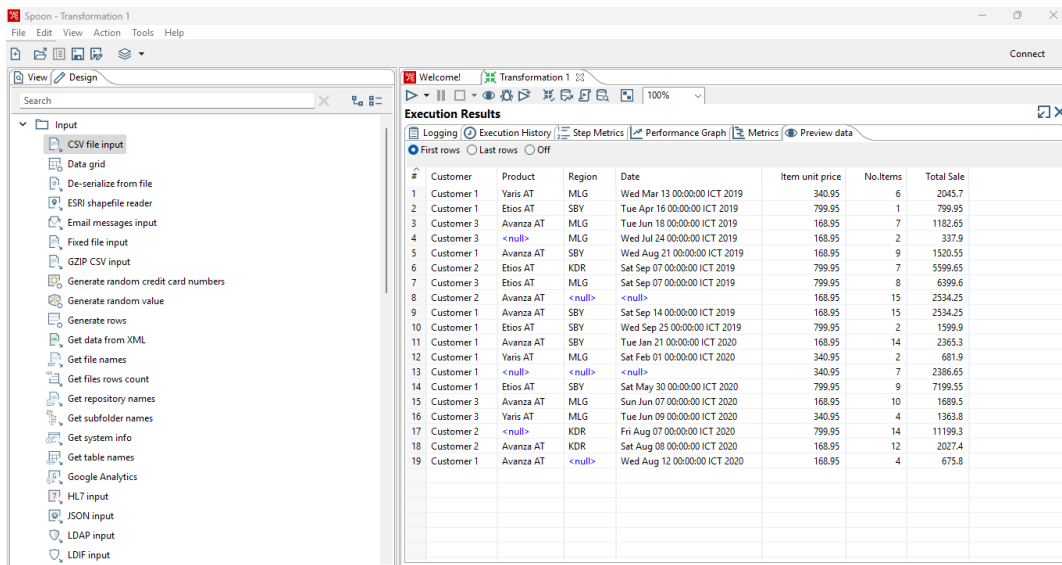 Spoon - Transformation 1
File Edit View Action Tools Help
Connect
View Design
Search
Input
CSV file input
Data grid
De-serialize from file
ESRI shapefile reader
Email messages input
Fixed file input
GZIP CSV input
Generate random credit card numbers
Generate random value
Generate rows
Get data from XML
Get file names
Get files rows count
Get repository names
Get subfolder names
Get system info
Get table names
Google Analytics
HL7 input
JSON input
LDAP input
LDIF input
Welcome! Transformation 1
100%
Execution Results
Logging Execution History Step Metrics Performance Graph Metrics Preview data
First rows Last rows Off
# Customer Product Region Date Item unit price No.Items Total Sale
1 Customer 1 Yaris AT MLG Wed Mar 13 00:00:00 ICT 2019 340.95 6 2045.7
2 Customer 1 Etios AT SBY Tue Apr 16 00:00:00 ICT 2019 799.95 1 799.95
3 Customer 3 Avanza AT MLG Tue Jun 18 00:00:00 ICT 2019 168.95 7 1182.65
4 Customer 3 <null> MLG Wed Jul 24 00:00:00 ICT 2019 168.95 2 337.9
5 Customer 1 Avanza AT SBY Wed Aug 21 00:00:00 ICT 2019 168.95 9 1520.55
6 Customer 2 Etios AT KDR Sat Sep 07 00:00:00 ICT 2019 799.95 7 5599.65
7 Customer 3 Etios AT MLG Sat Sep 07 00:00:00 ICT 2019 799.95 8 6399.6
8 Customer 2 Avanza AT <null> <null> 168.95 15 2534.25
9 Customer 1 Avanza AT SBY Sat Sep 14 00:00:00 ICT 2019 168.95 15 2534.25
10 Customer 1 Etios AT SBY Wed Sep 25 00:00:00 ICT 2019 799.95 2 1599.9
11 Customer 1 Avanza AT SBY Tue Jan 21 00:00:00 ICT 2020 168.95 14 2365.3
12 Customer 1 Yaris AT MLG Sat Feb 01 00:00:00 ICT 2020 340.95 2 681.9
13 Customer 1 <null> <null> <null> 340.95 7 2386.65
14 Customer 1 Etios AT SBY Sat May 30 00:00:00 ICT 2020 799.95 9 7199.55
15 Customer 3 Avanza AT MLG Sun Jun 07 00:00:00 ICT 2020 168.95 10 1689.5
16 Customer 3 Yaris AT MLG Tue Jun 09 00:00:00 ICT 2020 340.95 4 1363.8
17 Customer 2 <null> KDR Fri Aug 07 00:00:00 ICT 2020 799.95 14 11199.3
18 Customer 2 Avanza AT KDR Sat Aug 08 00:00:00 ICT 2020 168.95 12 2027.4
19 Customer 1 Avanza AT <null> Wed Aug 12 00:00:00 ICT 2020 168.95 4 675.8